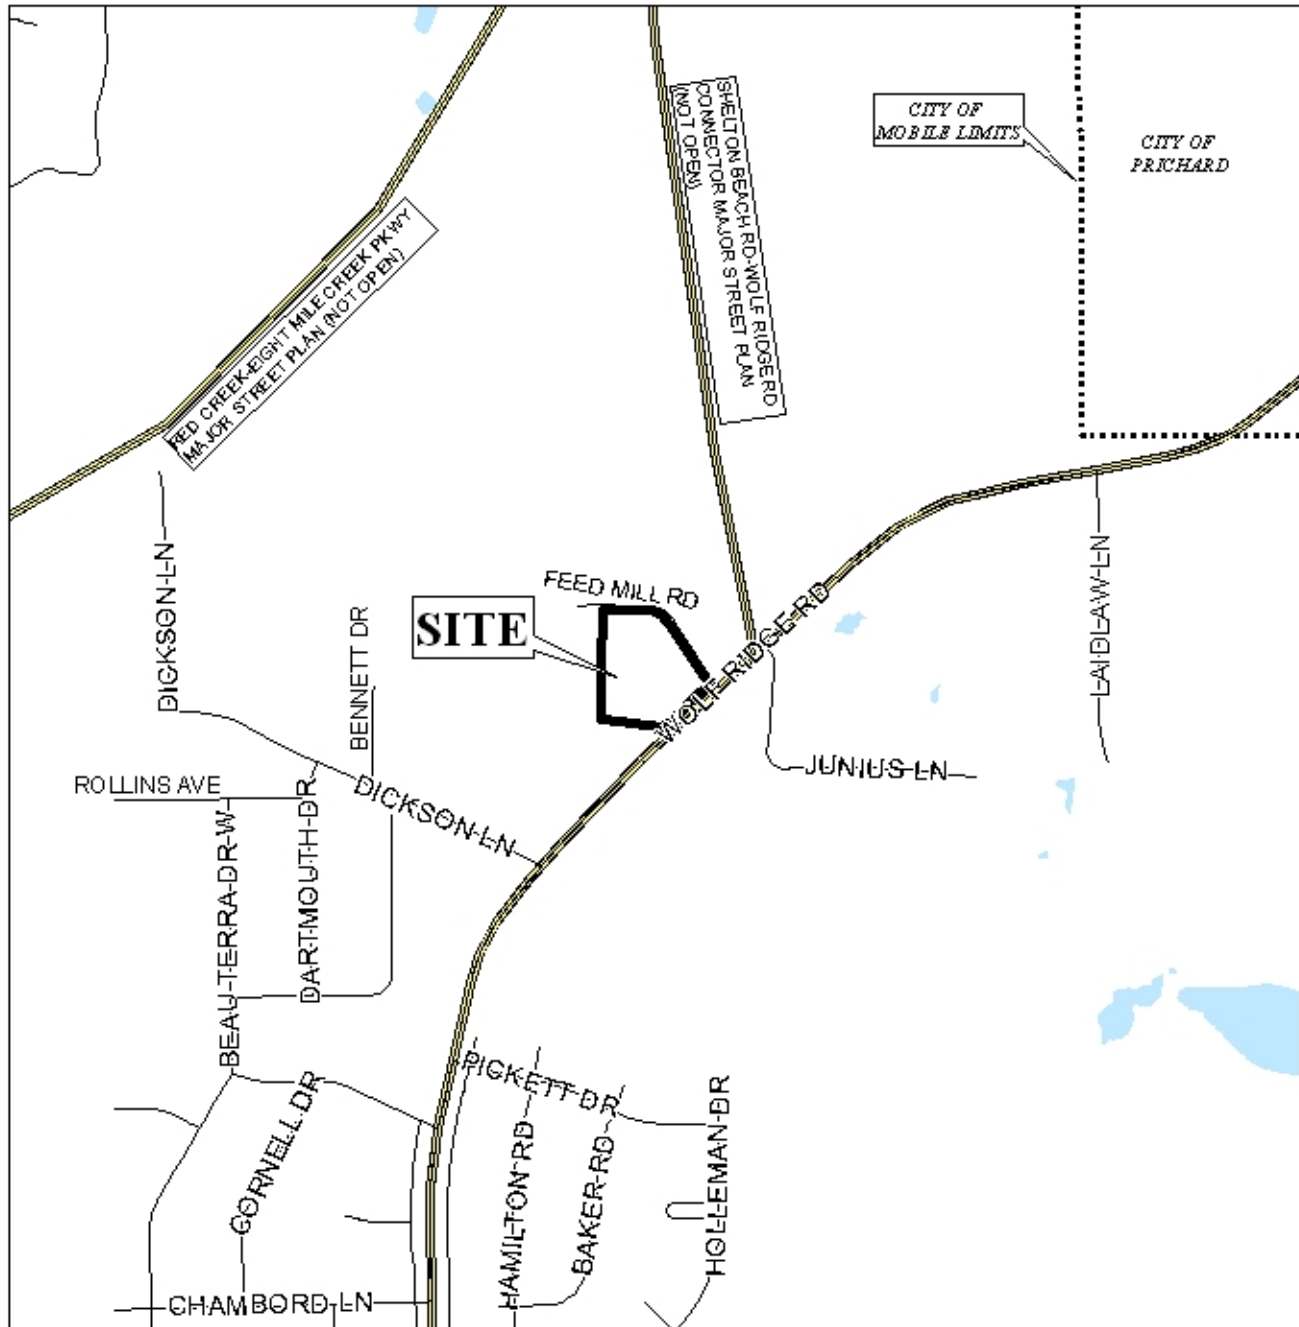 SHELTON BEACH RD-WOLF RIDGE RD
CONNECTOR MAJOR STREET PLAN
(NOT OPEN)
CITY OF
MOBILE LIMITS
CITY OF
PRICHARD
RED CREEK-EIGHT MILE CREEK PKWY
MAJOR STREET PLAN (NOT OPEN)
DICKSON LN
FEED MILL RD
SITE
BENNETT DR
WOLF RIDGE RD
LAIDLAW LN
JUNIUS LN
ROLLINS AVE
DICKSON LN
BEAU TERRA DR W
DARTMOUTH DR
PICKETT DR
CORNELL DR
HAMILTON RD
BAKER RD
HOLLEMAN DR
CHAMBORD LN